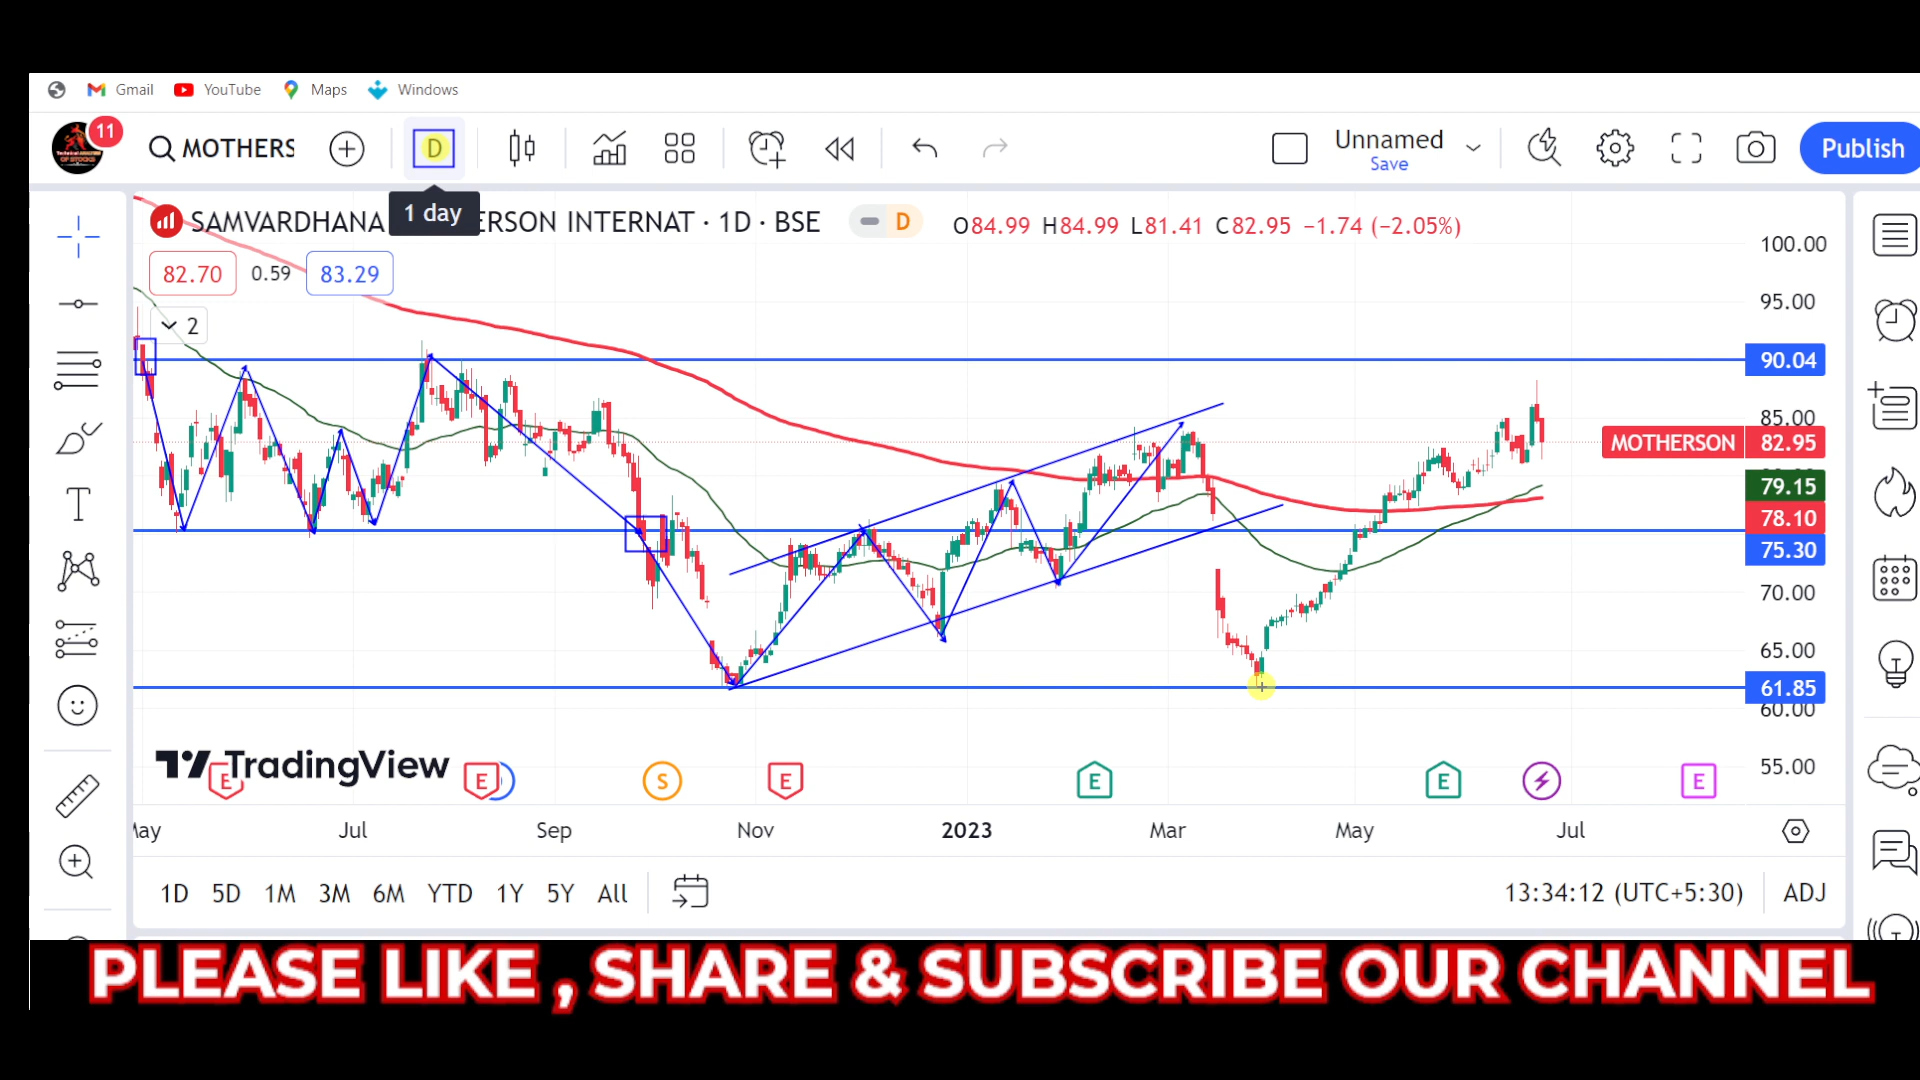 Gmail YouTube Maps Windows
11 MOTHERS D Unnamed Save Publish
1 day
SAMVARDHANA ERSON INTERNAT · 1D · BSE D O84.99 H84.99 L81.41 C82.95 −1.74 (−2.05%)
82.70 0.59 83.29
2
100.00
95.00
90.04
85.00
MOTHERSON 82.95
79.15
78.10
75.30
70.00
65.00
61.85
60.00
55.00
TradingView
E E S E E E E
May Jul Sep Nov 2023 Mar May Jul
1D 5D 1M 3M 6M YTD 1Y 5Y All 13:34:12 (UTC+5:30) ADJ
PLEASE LIKE , SHARE & SUBSCRIBE OUR CHANNEL